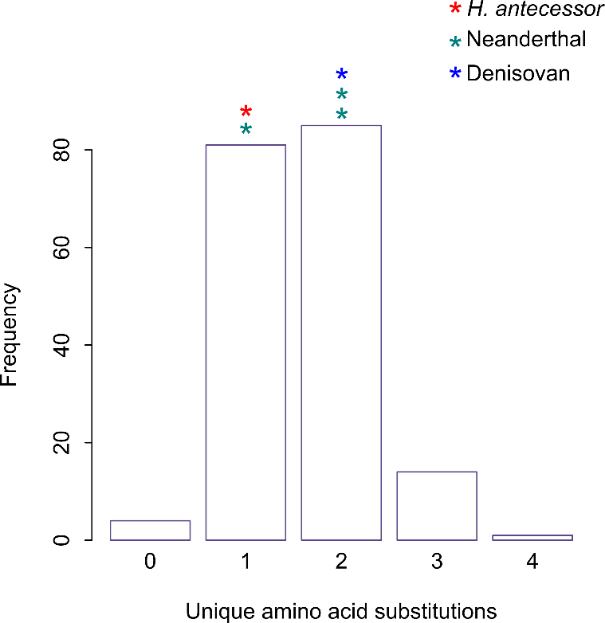 * H. antecessor
* Neanderthal
* Denisovan
*
*
* *
* *
80
60
40
20
0
Frequency
0 1 2 3 4
Unique amino acid substitutions